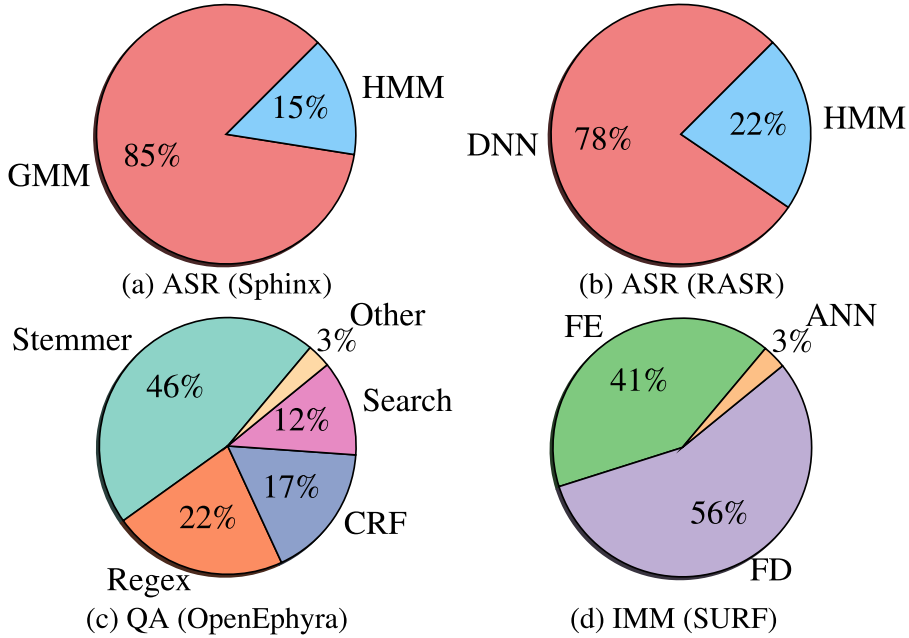 HMM
15%
85%
GMM
(a) ASR (Sphinx)
HMM
22%
DNN
78%
(b) ASR (RASR)
Other
Stemmer
3%
46%
Search
12%
17%
22%
CRF
Regex
(c) QA (OpenEphyra)
ANN
FE
3%
41%
56%
FD
(d) IMM (SURF)